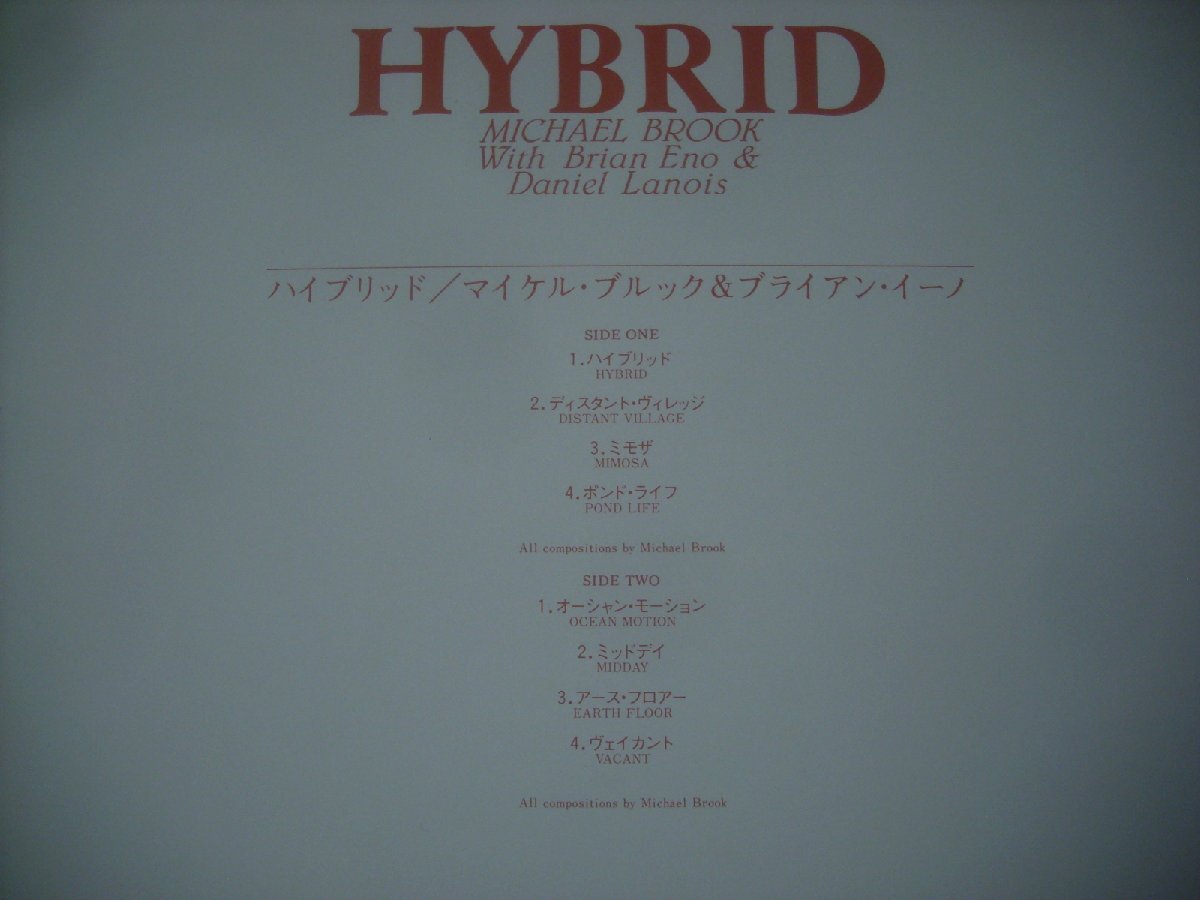 HYBRID
MICHAEL BROOK
With Brian Eno &
Daniel Lanois
ハイブリッド／マイケル・ブルック&ブライアン・イーノ
SIDE ONE
1.ハイブリッド
HYBRID
2.ディスタント・ヴィレッジ
DISTANT VILLAGE
3.ミモザ
MIMOSA
4.ポンド・ライフ
POND LIFE
All compositions by Michael Brook
SIDE TWO
1.オーシャン・モーション
OCEAN MOTION
2.ミッドデイ
MIDDAY
3.アース・フロアー
EARTH FLOOR
4.ヴェイカント
VACANT
All compositions by Michael Brook